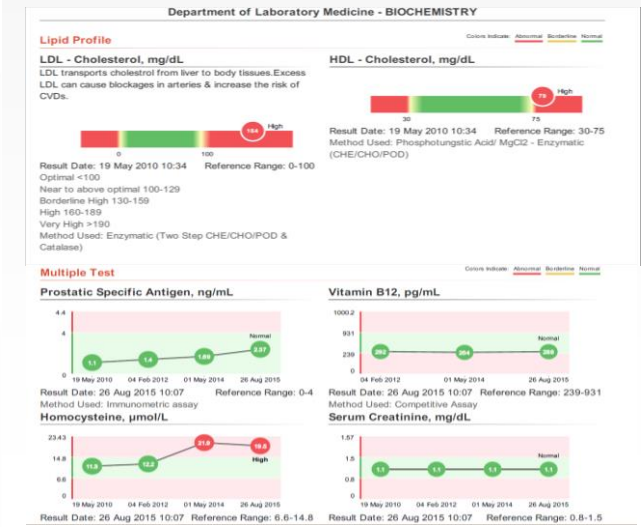 Department of Laboratory Medicine - BIOCHEMISTRY
Lipid Profile
Colors Indicate: Abnormal Borderline Normal
LDL - Cholesterol, mg/dL
LDL transports cholestrol from liver to body tissues.Excess
LDL can cause blockages in arteries & increase the risk of
CVDs.
High
0 100
Result Date: 19 May 2010 10:34 Reference Range: 0-100
Optimal <100
Near to above optimal 100-129
Borderline High 130-159
High 160-189
Very High >190
Method Used: Enzymatic (Two Step CHE/CHO/POD &
Catalase)
HDL - Cholesterol, mg/dL
79 High
30 75
Result Date: 19 May 2010 10:34 Reference Range: 30-75
Method Used: Phosphotungstic Acid/ MgCl2 - Enzymatic
(CHE/CHO/POD)
Multiple Test
Colors Indicate: Abnormal Borderline Normal
Prostatic Specific Antigen, ng/mL
4.4
4
Normal
1.1 1.4 2.37
0
19 May 2010 04 Feb 2012 01 May 2014 26 Aug 2015
Result Date: 26 Aug 2015 10:07 Reference Range: 0-4
Method Used: Immunometric assay
Vitamin B12, pg/mL
1000.2
931
Normal
239
0
04 Feb 2012 01 May 2014 26 Aug 2015
Result Date: 26 Aug 2015 10:07 Reference Range: 239-931
Method Used: Competitive Assay
Homocysteine, µmol/L
23.43
14.8
6.6
0
12.2
High
19 May 2010 04 Feb 2012 01 May 2014 26 Aug 2015
Result Date: 26 Aug 2015 10:07 Reference Range: 6.6-14.8
Serum Creatinine, mg/dL
1.57
1.5
Normal
0.8
1.1 1.1 1.1 1.1
0
19 May 2010 04 Feb 2012 01 May 2014 26 Aug 2015
Result Date: 26 Aug 2015 10:07 Reference Range: 0.8-1.5